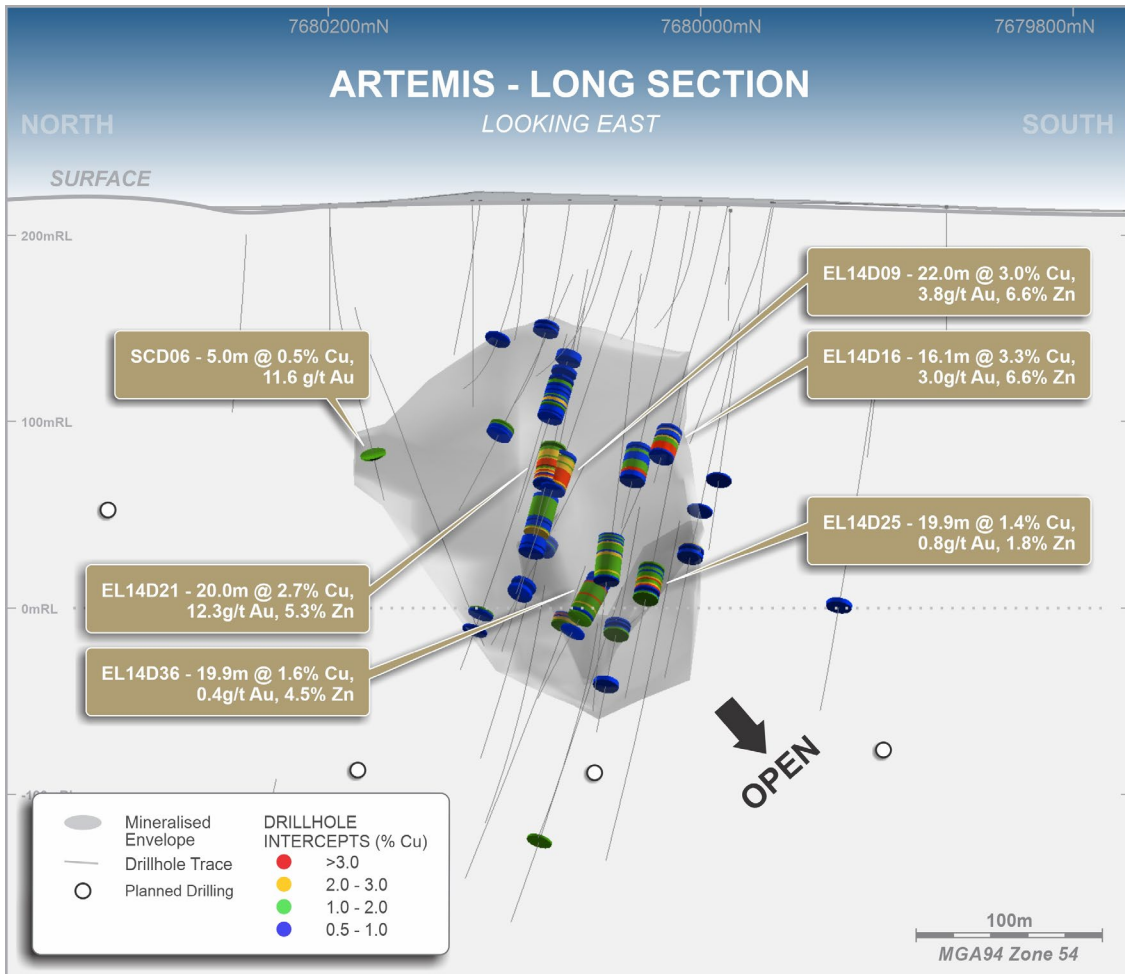 7680200mN
7680000mN
7679800mN
ARTEMIS - LONG SECTION
LOOKING EAST
NORTH
SOUTH
SURFACE
200mRL
EL14D09 - 22.0m @ 3.0% Cu,
3.8g/t Au, 6.6% Zn
SCD06 - 5.0m @ 0.5% Cu,
11.6 g/t Au
EL14D16 - 16.1m @ 3.3% Cu,
3.0g/t Au, 6.6% Zn
100mRL
EL14D25 - 19.9m @ 1.4% Cu,
0.8g/t Au, 1.8% Zn
EL14D21 - 20.0m @ 2.7% Cu,
12.3g/t Au, 5.3% Zn
0mRL
EL14D36 - 19.9m @ 1.6% Cu,
0.4g/t Au, 4.5% Zn
OPEN
Mineralised
Envelope
Drillhole Trace
Planned Drilling
DRILLHOLE
INTERCEPTS (% Cu)
>3.0
2.0 - 3.0
1.0 - 2.0
0.5 - 1.0
100m
MGA94 Zone 54